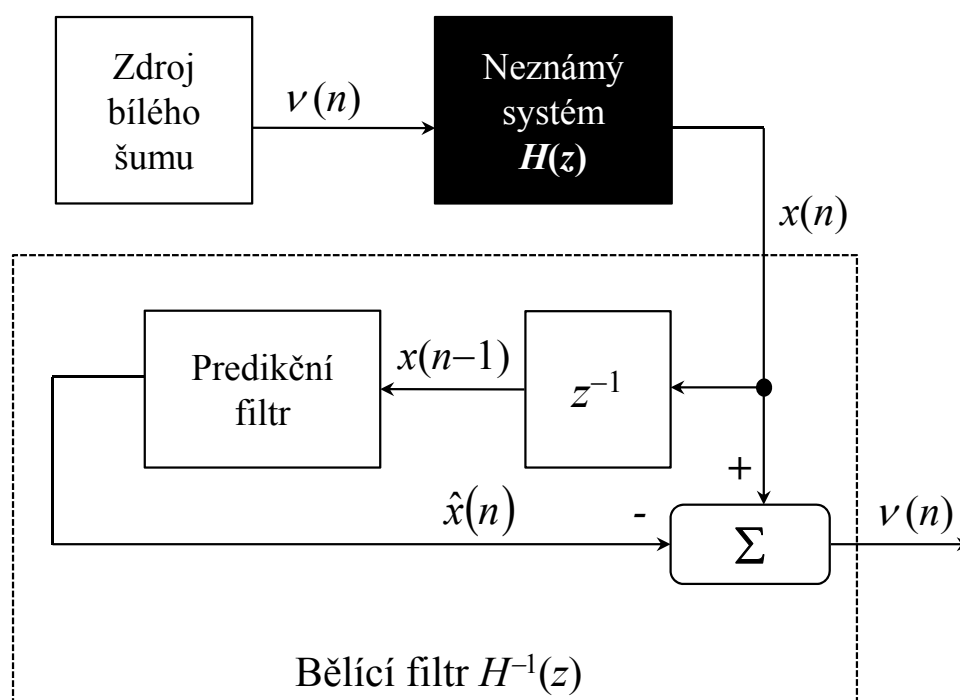 Zdroj
bílého
šumu
ν(n)
Neznámý
systém
H(z)
x(n)
Predikční
filtr
x(n−1)
z⁻¹
+
x̂(n)
-
Σ
ν(n)
Bělící filtr H⁻¹(z)